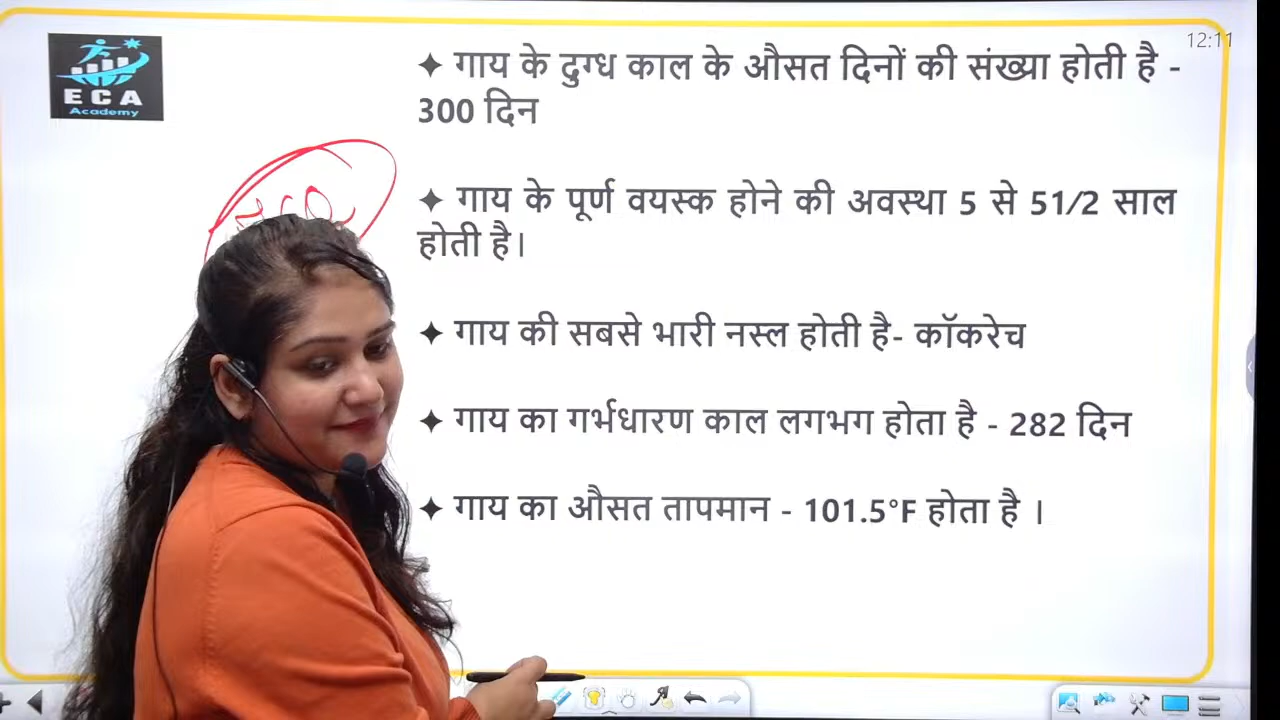 12:11
ECA
Academy
✦ गाय के दुग्ध काल के औसत दिनों की संख्या होती है -
300 दिन
✦ गाय के पूर्ण वयस्क होने की अवस्था 5 से 51/2 साल
होती है।
✦ गाय की सबसे भारी नस्ल होती है- कॉकरेच
✦ गाय का गर्भधारण काल लगभग होता है - 282 दिन
✦ गाय का औसत तापमान - 101.5°F होता है ।